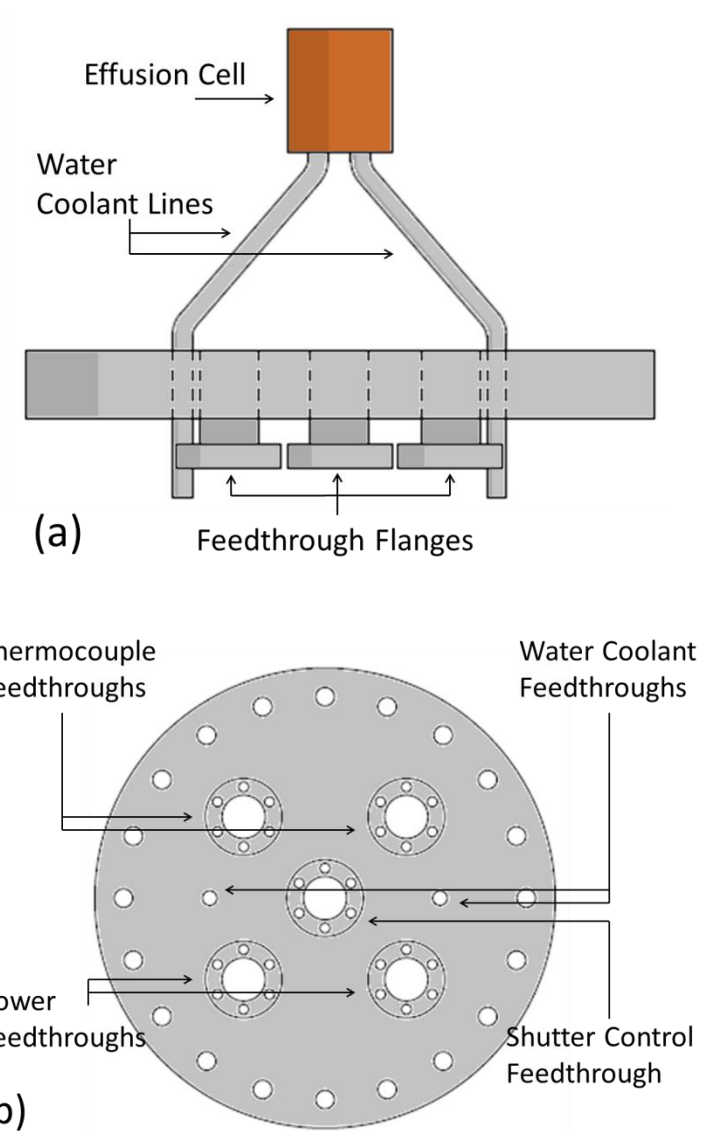 Effusion Cell
Water
Coolant Lines
(a)
Feedthrough Flanges
hermocouple
eedthroughs
Water Coolant
Feedthroughs
ower
eedthroughs
Shutter Control
Feedthrough
b)